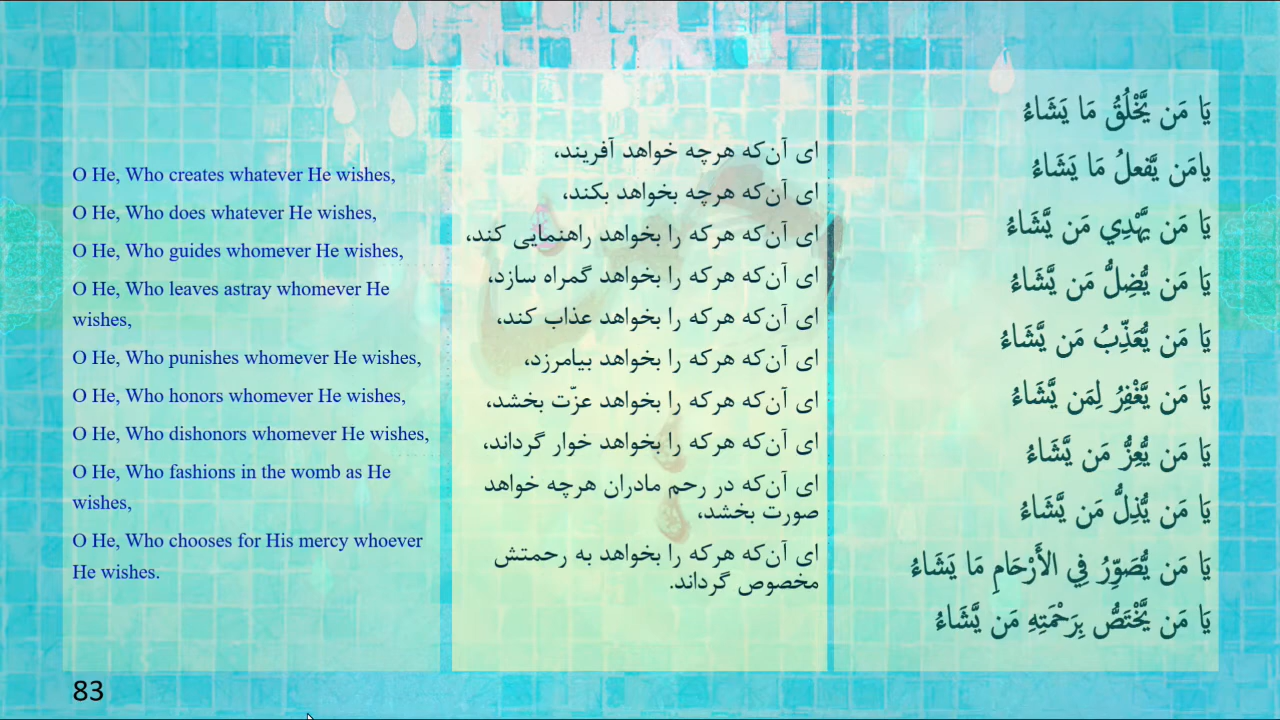 O He, Who creates whatever He wishes,
O He, Who does whatever He wishes,
O He, Who guides whomever He wishes,
O He, Who leaves astray whomever He
wishes,
O He, Who punishes whomever He wishes,
O He, Who honors whomever He wishes,
O He, Who dishonors whomever He wishes,
O He, Who fashions in the womb as He
wishes,
O He, Who chooses for His mercy whoever
He wishes.
ای آن‌که هرچه خواهد آفریند،
ای آن‌که هرچه بخواهد بکند،
ای آن‌که هرکه را بخواهد راهنمایی کند،
ای آن‌که هرکه را بخواهد گمراه سازد،
ای آن‌که هرکه را بخواهد عذاب کند،
ای آن‌که هرکه را بخواهد بیامرزد،
ای آن‌که هرکه را بخواهد عزّت بخشد،
ای آن‌که هرکه را بخواهد خوار گرداند،
ای آن‌که در رحم مادران هرچه خواهد
صورت بخشد،
ای آن‌که هرکه را بخواهد به رحمتش
مخصوص گرداند.
يَا مَن يَّخْلُقُ مَا يَشَاءُ
يامَن يَّفعلُ مَا يَشَاءُ
يَا مَن يَّهْدِي مَن يَّشَاءُ
يَا مَن يُّضِلُّ مَن يَّشَاءُ
يَا مَن يُّعَذِّبُ مَن يَّشَاءُ
يَا مَن يَّغْفِرُ لِمَن يَّشَاءُ
يَا مَن يُّعِزُّ مَن يَّشَاءُ
يَا مَن يُّذِلُّ مَن يَّشَاءُ
يَا مَن يُّصَوِّرُ فِي الأَرْحَامِ مَا يَشَاءُ
يَا مَن يَّخْتَصُّ بِرَحْمَتِهِ مَن يَّشَاءُ
83